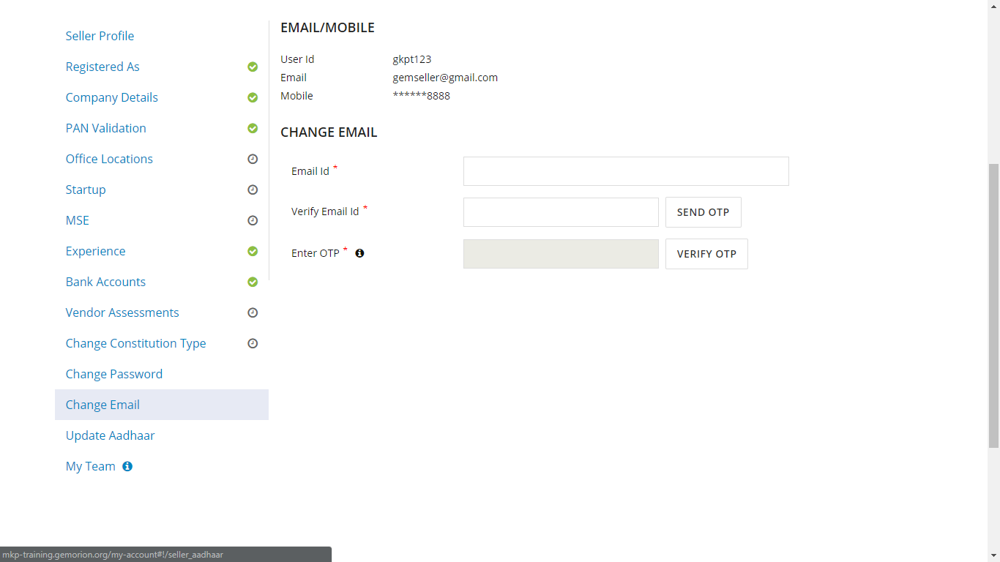 Seller Profile
Registered As
Company Details
PAN Validation
Office Locations
Startup
MSE
Experience
Bank Accounts
Vendor Assessments
Change Constitution Type
Change Password
Change Email
Update Aadhaar
My Team
EMAIL/MOBILE
User Id gkpt123
Email gemseller@gmail.com
Mobile ******8888
CHANGE EMAIL
Email Id *
Verify Email Id * SEND OTP
Enter OTP * VERIFY OTP
mkp-training.gemorion.org/my-account#!/seller_aadhaar